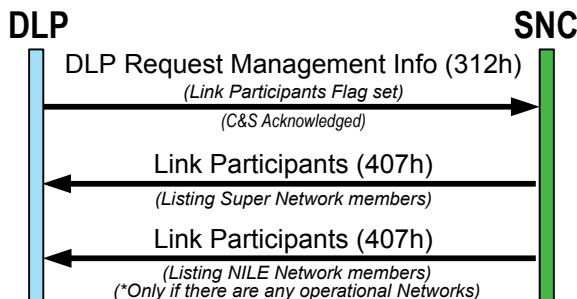 DLP
SNC
DLP Request Management Info (312h)
(Link Participants Flag set)
(C&S Acknowledged)
Link Participants (407h)
(Listing Super Network members)
Link Participants (407h)
(Listing NILE Network members)
(*Only if there are any operational Networks)